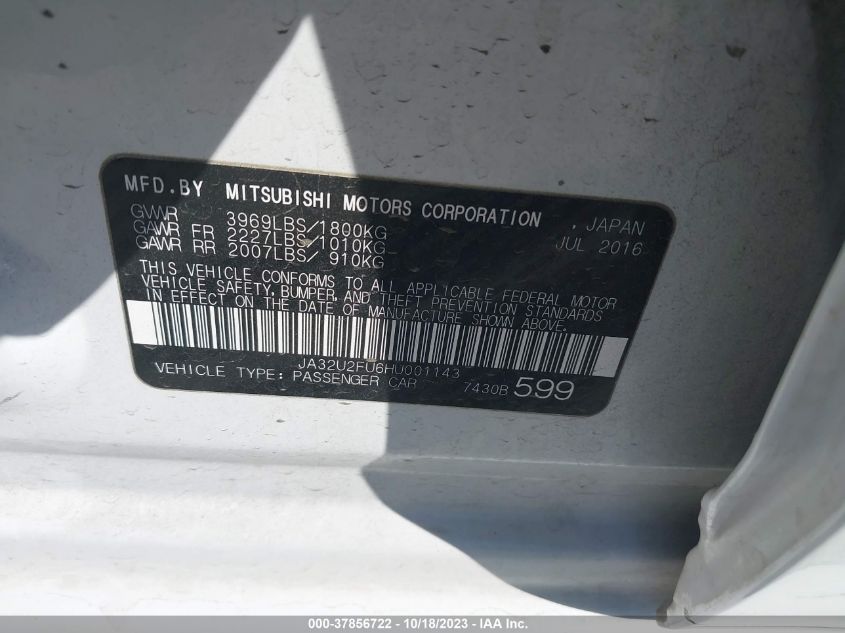 MFD.BY MITSUBISHI MOTORS CORPORATION , JAPAN
GVWR 3969LBS/1800KG JUL 2016
GAWR FR 2227LBS/1010KG
GAWR RR 2007LBS/ 910KG
THIS VEHICLE CONFORMS TO ALL APPLICABLE FEDERAL MOTOR
VEHICLE SAFETY, BUMPER, AND THEFT PREVENTION STANDARDS
IN EFFECT ON THE DATE OF MANUFACTURE SHOWN ABOVE.
JA32U2FU6HU001143
VEHICLE TYPE: PASSENGER CAR 7430B 599
000-37856722 - 10/18/2023 - © IAA Inc.